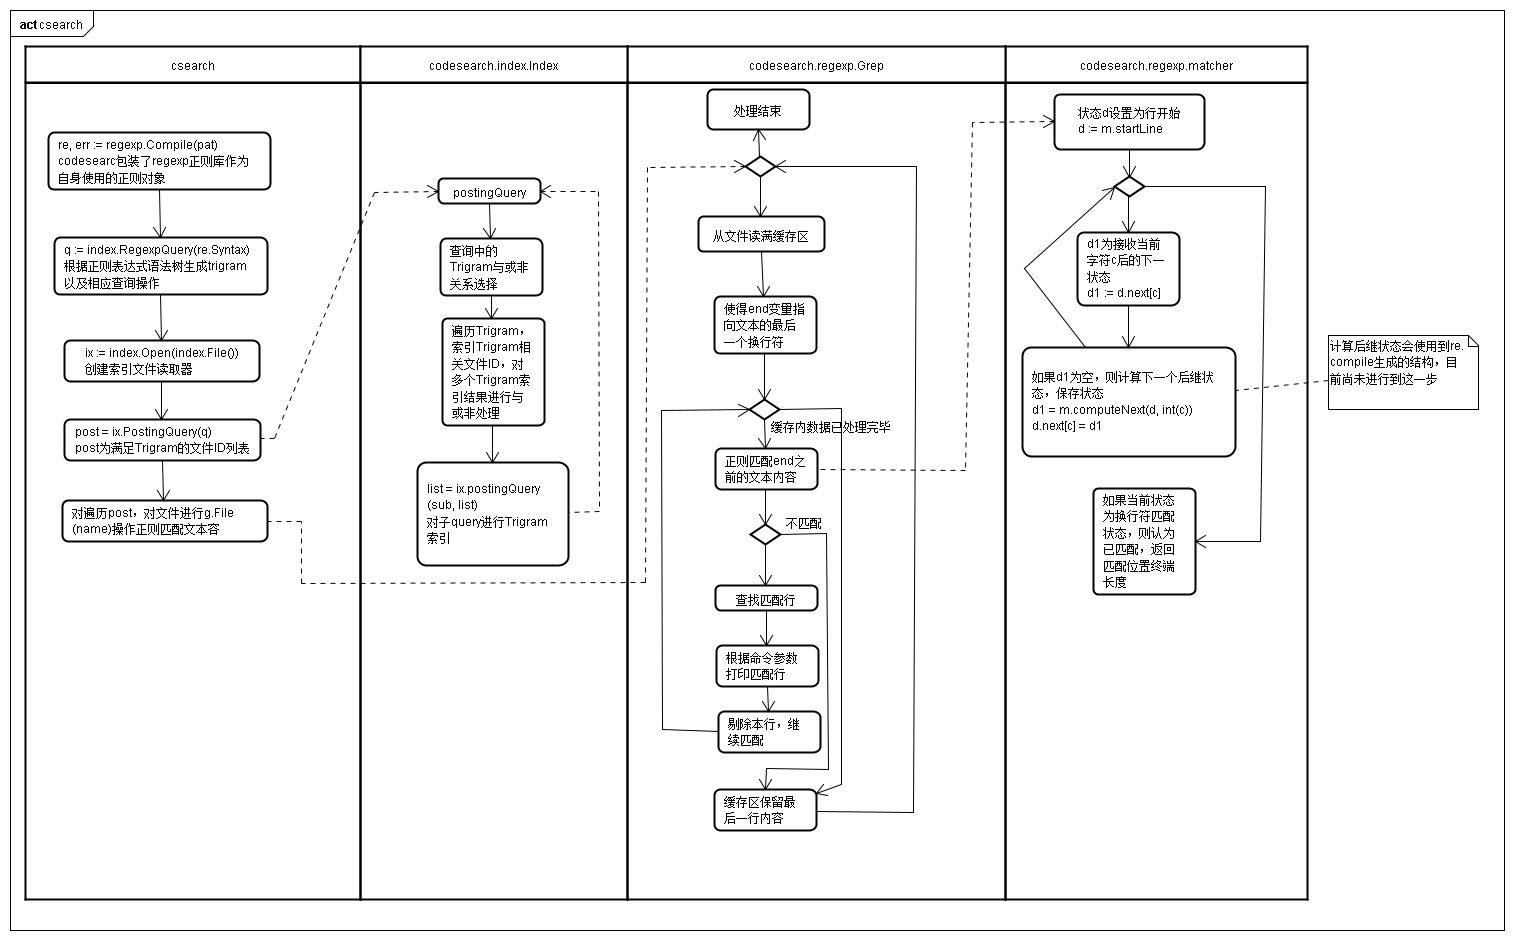 act csearch
csearch
codesearch.index.Index
codesearch.regexp.Grep
codesearch.regexp.matcher
re, err := regexp.Compile(pat)
codesearc包装了regexp正则库作为
自身使用的正则对象
q := index.RegexpQuery(re.Syntax)
根据正则表达式语法树生成trigram
以及相应查询操作
ix := index.Open(index.File())
创建索引文件读取器
post = ix.PostingQuery(q)
post为满足Trigram的文件ID列表
对遍历post，对文件进行g.File
(name)操作正则匹配文本容
postingQuery
查询中的
Trigram与或非
关系选择
遍历Trigram，
索引Trigram相
关文件ID，对
多个Trigram索
引结果进行与
或非处理
list = ix.postingQuery
(sub, list)
对子query进行Trigram
索引
处理结束
从文件读满缓存区
使得end变量指
向文本的最后
一个换行符
缓存内数据已处理完毕
正则匹配end之
前的文本内容
不匹配
查找匹配行
根据命令参数
打印匹配行
剔除本行，继
续匹配
缓存区保留最
后一行内容
状态d设置为行开始
d := m.startLine
d1为接收当前
字符c后的下一
状态
d1 := d.next[c]
如果d1为空，则计算下一个后继状
态，保存状态
d1 = m.computeNext(d, int(c))
d.next[c] = d1
如果当前状态
为换行符匹配
状态，则认为
已匹配，返回
匹配位置终端
长度
计算后继状态会使用到re.
compile生成的结构，目
前尚未进行到这一步